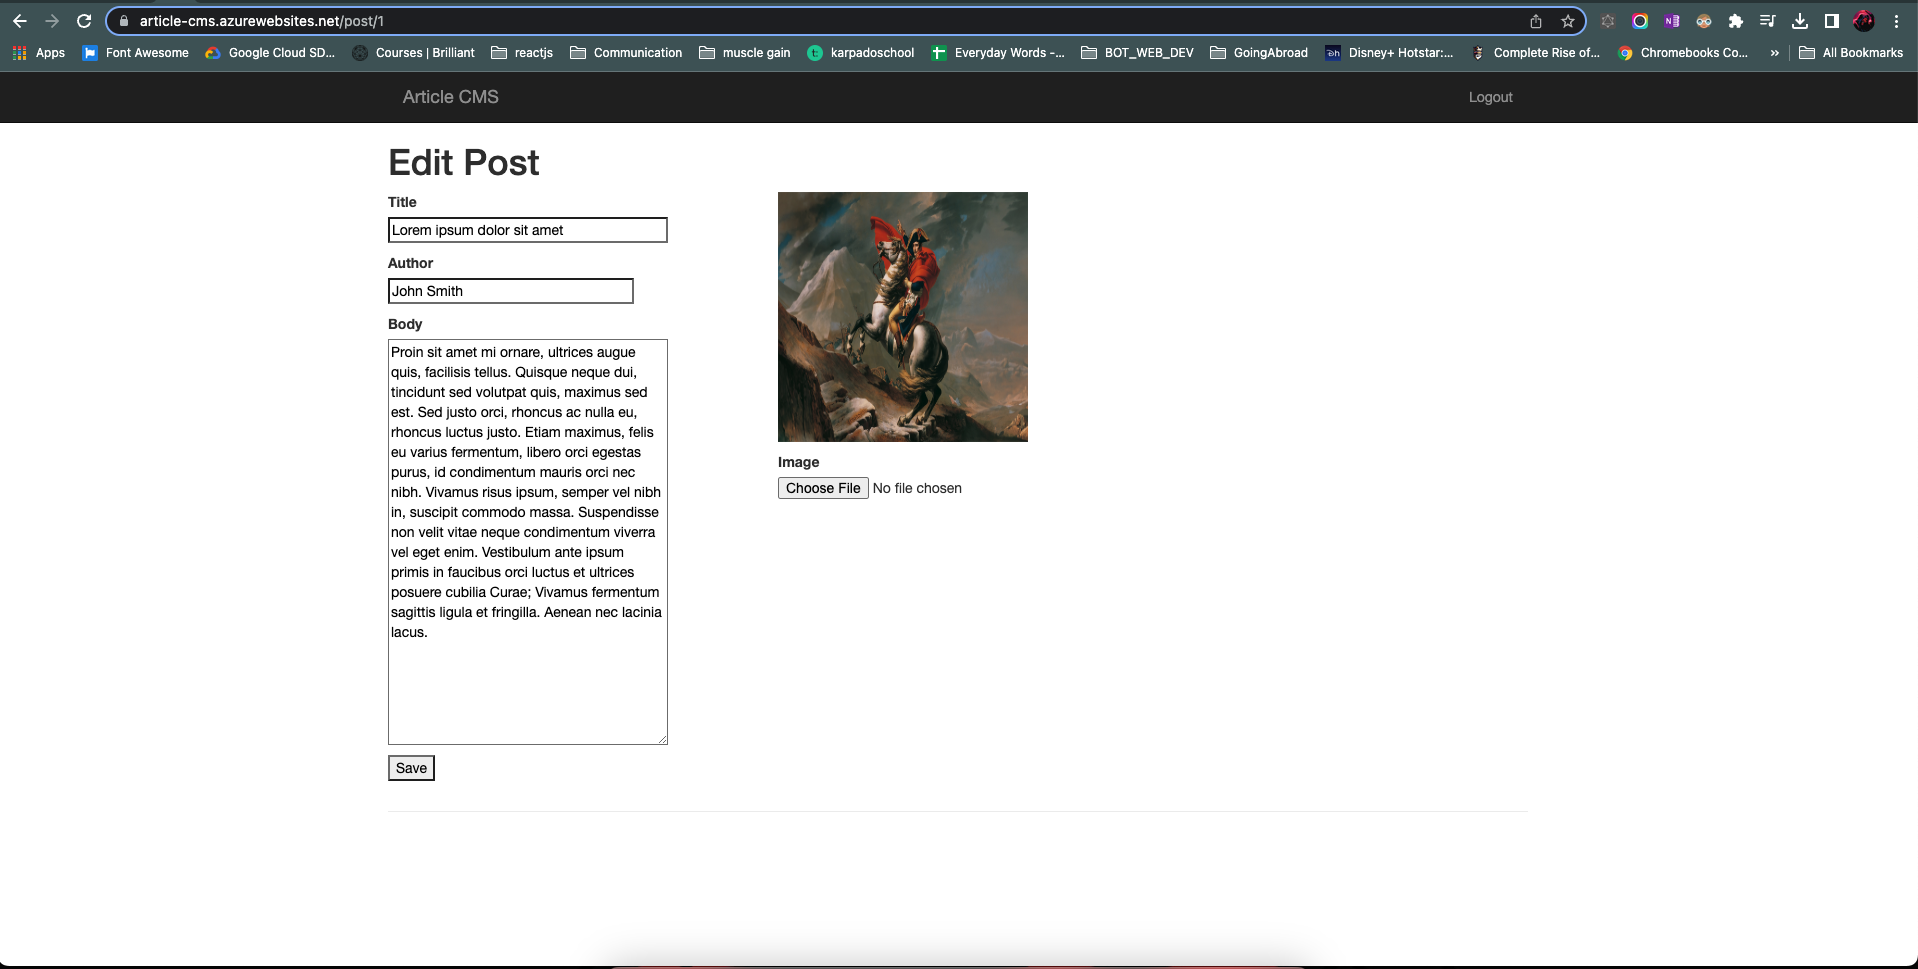 article-cms.azurewebsites.net/post/1
Apps
Font Awesome
Google Cloud SD...
Courses | Brilliant
reactjs
Communication
muscle gain
karpadoschool
Everyday Words -...
BOT_WEB_DEV
GoingAbroad
Disney+ Hotstar:...
Complete Rise of...
Chromebooks Co...
»
All Bookmarks
Article CMS
Logout
Edit Post
Title
Lorem ipsum dolor sit amet
Author
John Smith
Body
Proin sit amet mi ornare, ultrices augue
quis, facilisis tellus. Quisque neque dui,
tincidunt sed volutpat quis, maximus sed
est. Sed justo orci, rhoncus ac nulla eu,
rhoncus luctus justo. Etiam maximus, felis
eu varius fermentum, libero orci egestas
purus, id condimentum mauris orci nec
nibh. Vivamus risus ipsum, semper vel nibh
in, suscipit commodo massa. Suspendisse
non velit vitae neque condimentum viverra
vel eget enim. Vestibulum ante ipsum
primis in faucibus orci luctus et ultrices
posuere cubilia Curae; Vivamus fermentum
sagittis ligula et fringilla. Aenean nec lacinia
lacus.
Save
Image
Choose File No file chosen